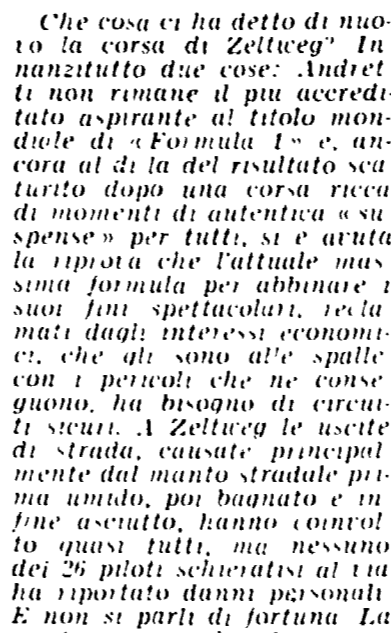 Che cosa ci ha detto di nuo-
vo la corsa di Zeltweg? In
nanzitutto due cose: Andret
ti non rimane il più accredi-
tato aspirante al titolo mon-
diale di «Formula 1» e, an-
cora al di là del risultato sca
turito dopo una corsa ricca
di momenti di autentica «su
spense» per tutti, si è avuta
la riprova che l'attuale mas
sima formula per abbinare i
suoi fini spettacolari, recla
mati dagli interessi economi-
ci, che gli sono alle spalle
con i pericoli che ne conse
guono, ha bisogno di circui-
ti sicuri. A Zeltweg le uscite
di strada, causate principal
mente dal manto stradale pri-
ma umido, poi bagnato e in
fine asciutto, hanno coinvol
to quasi tutti, ma nessuno
dei 26 piloti schieratisi al via
ha riportato danni personali
E non si parli di fortuna La